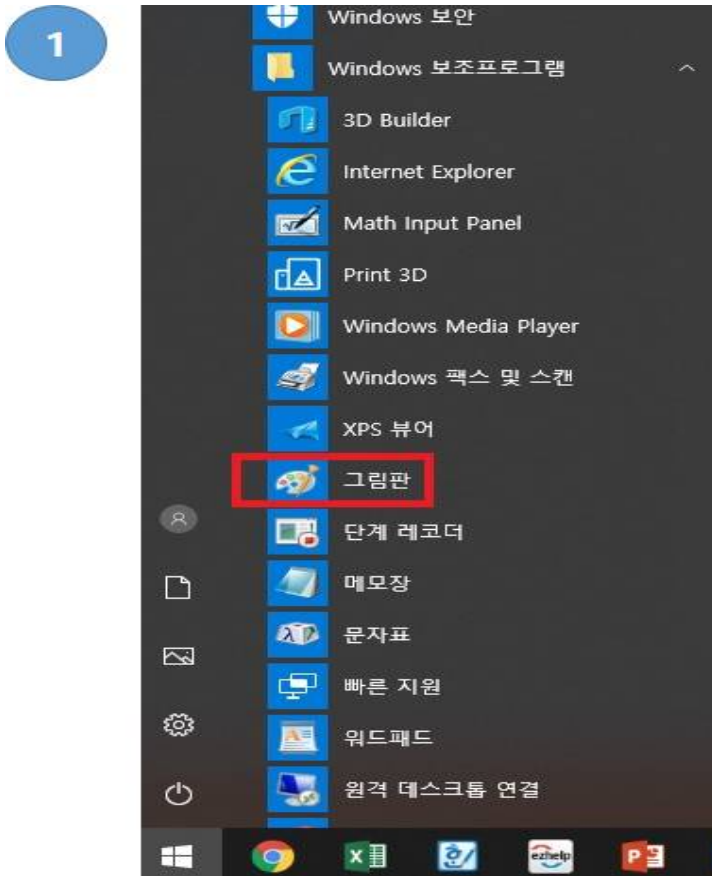 1
Windows 보안
Windows 보조프로그램
3D Builder
Internet Explorer
Math Input Panel
Print 3D
Windows Media Player
Windows 팩스 및 스캔
XPS 뷰어
그림판
단계 레코더
메모장
문자표
빠른 지원
워드패드
원격 데스크톱 연결
ezhelp